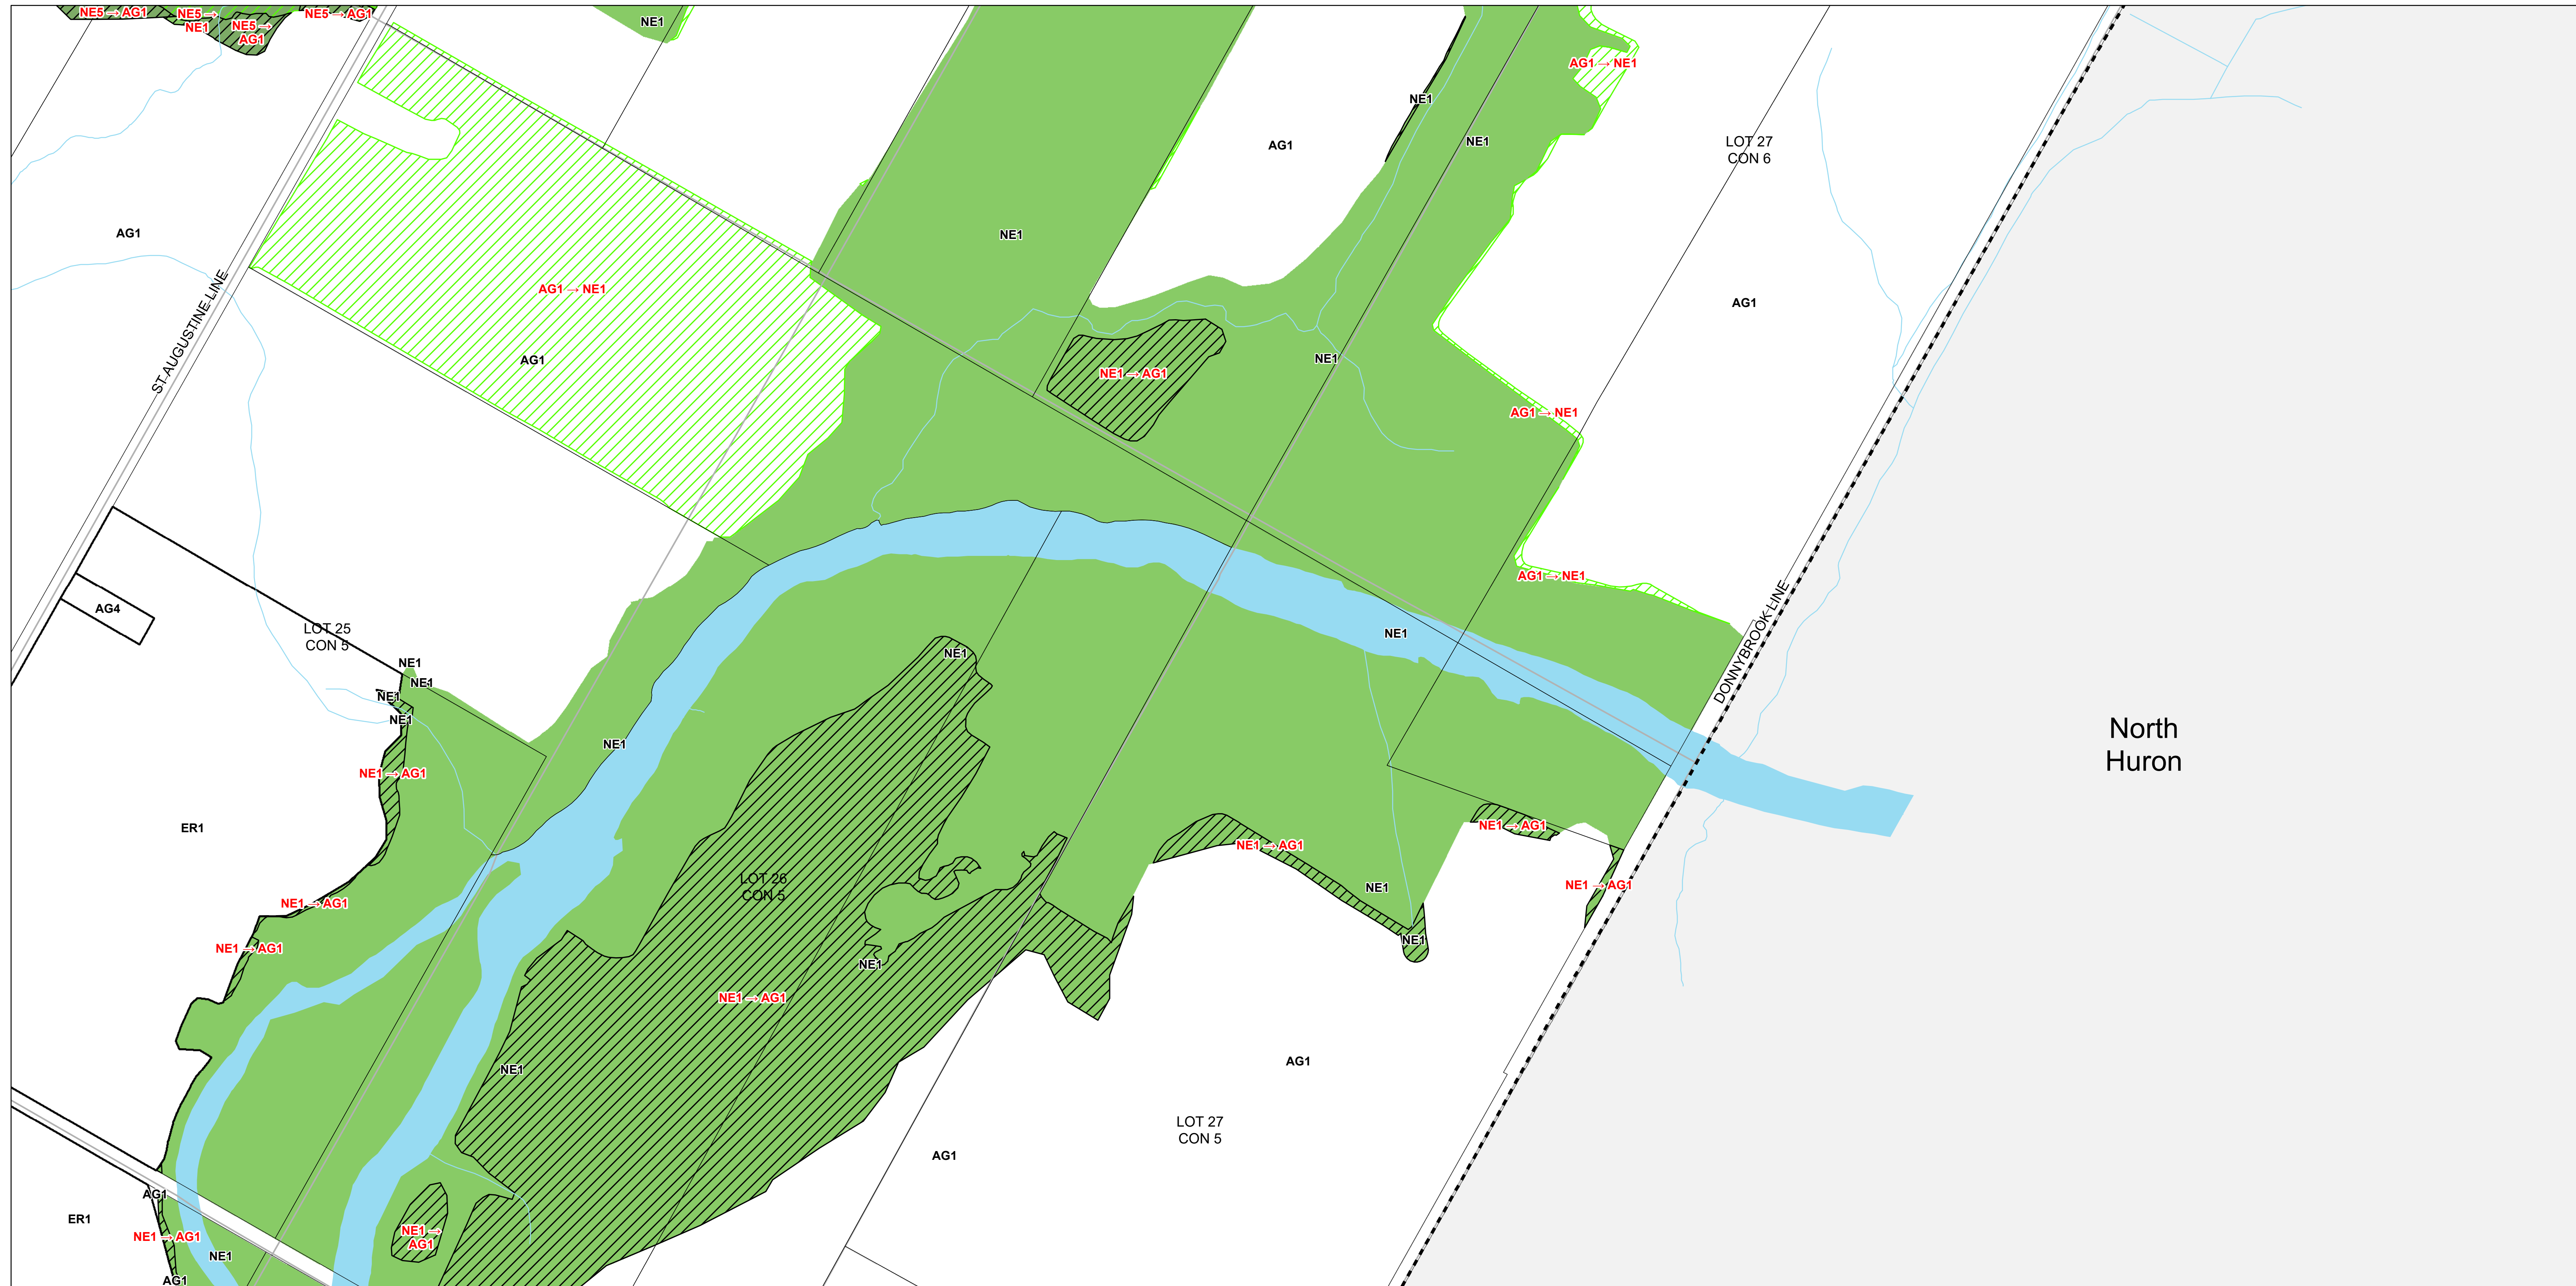 NE5 → AG1
NE5 →
NE1
NE5 →
AG1
NE5 → AG1
NE1
AG1 → NE1
NE1
AG1
NE1
LOT 27
CON 6
AG1
NE1
AG1 → NE1
AG1
ST AUGUSTINE LINE
AG1
NE1
NE1 → AG1
AG1 → NE1
AG1 → NE1
AG4
LOT 25
CON 5
NE1
NE1
DONNYBROOK LINE
NE1
NE1
NE1
NE1
NE1
North
Huron
NE1
NE1 → AG1
ER1
NE1 → AG1
NE1 → AG1
LOT 26
CON 5
NE1
NE1 → AG1
NE1 → AG1
NE1
NE1 → AG1
NE1
NE1 → AG1
AG1
NE1
LOT 27
CON 5
AG1
AG1
ER1
NE1 → AG1
NE1 →
AG1
NE1
AG1